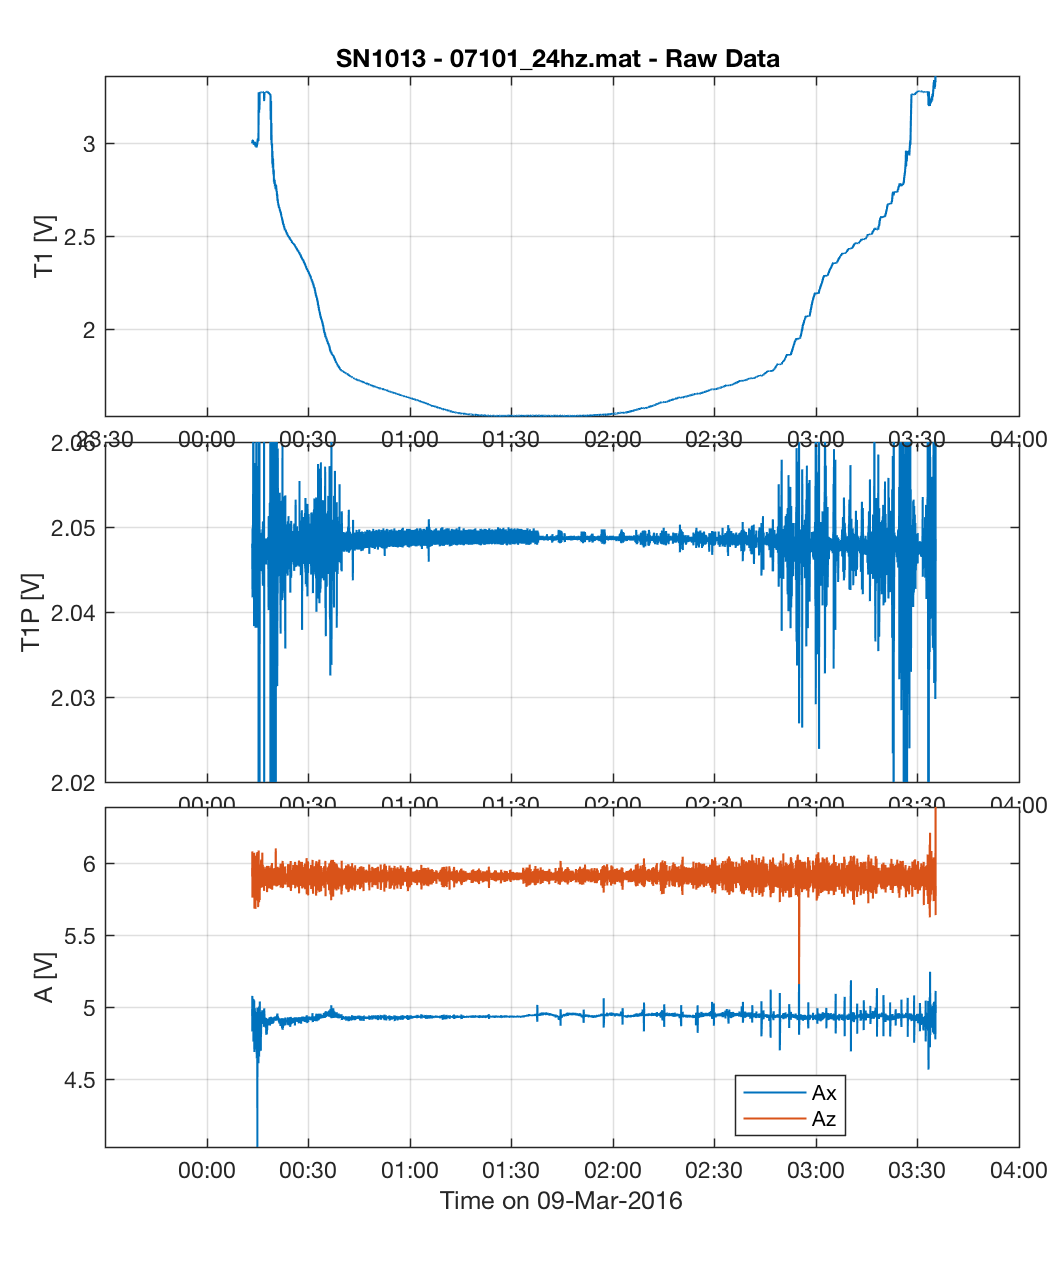 SN1013 - 07101_24hz.mat - Raw Data
3
2.5
2
T1 [V]
23:30 00:00 00:30 01:00 01:30 02:00 02:30 03:00 03:30 04:00
2.06
2.05
2.04
2.03
2.02
T1P [V]
00:00 00:30 01:00 01:30 02:00 02:30 03:00 03:30 04:00
6
5.5
5
4.5
A [V]
Ax
Az
00:00 00:30 01:00 01:30 02:00 02:30 03:00 03:30 04:00
Time on 09-Mar-2016